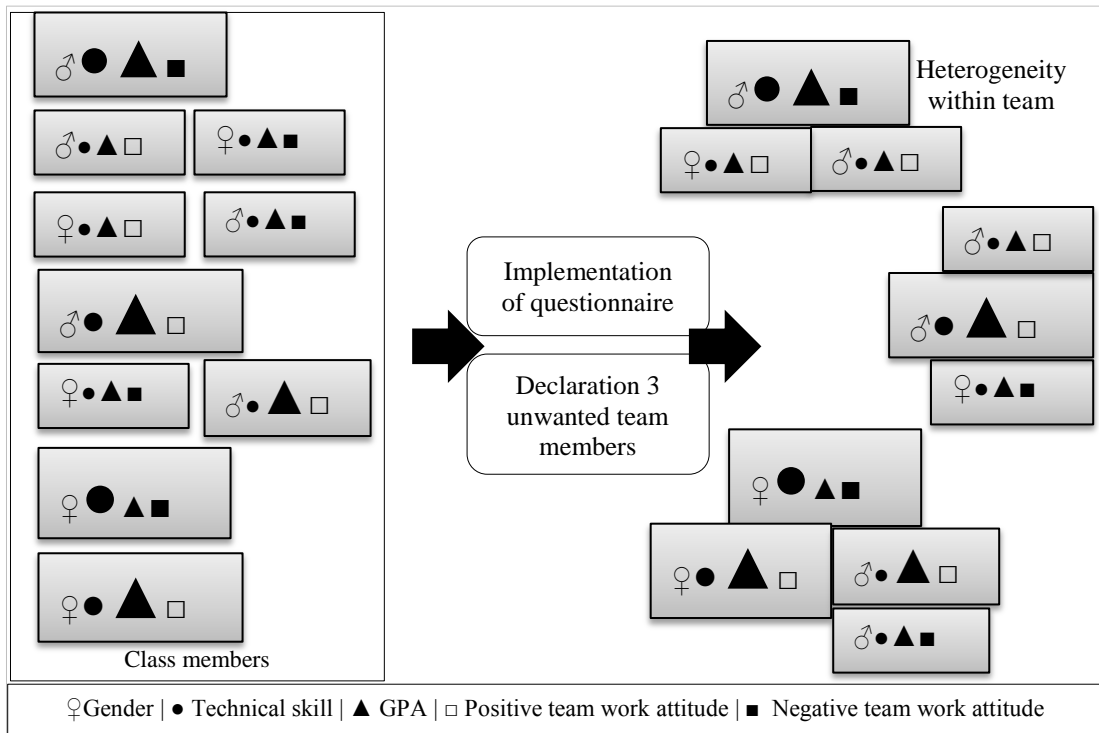 Class members
Implementation
of questionnaire
Declaration 3
unwanted team
members
Heterogeneity
within team
♀Gender | ● Technical skill | ▲ GPA | □ Positive team work attitude | ■ Negative team work attitude